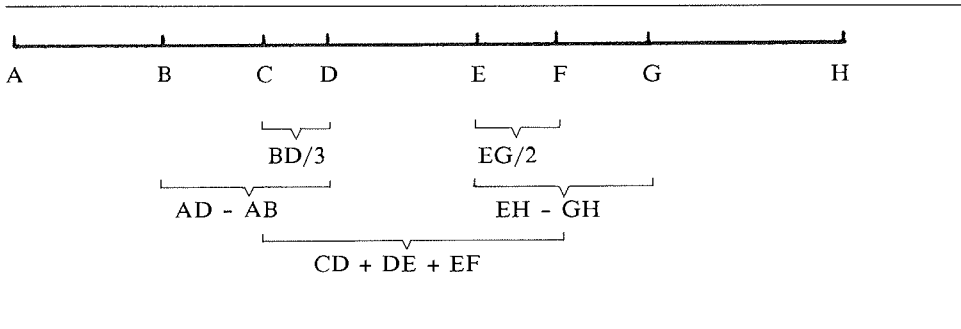 A B C D E F G H
BD/3 EG/2
AD - AB EH - GH
CD + DE + EF